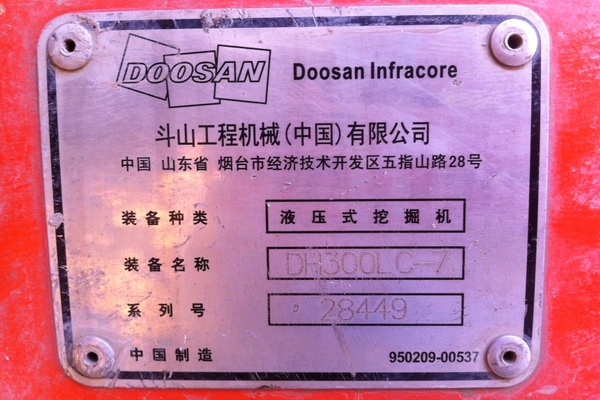 DOOSAN Doosan Infracore
斗山工程机械(中国)有限公司
中国 山东省 烟台市经济技术开发区五指山路28号
装备种类 液压式挖掘机
装备名称 DH300LC-7
系列号 28449
中国制造 950209-00537